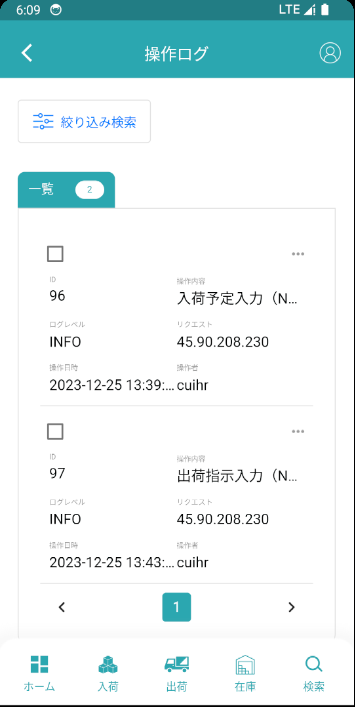 6:09 LTE
操作ログ
絞り込み検索
一覧 2
ID 操作内容
96 入荷予定入力（N...
ログレベル リクエスト
INFO 45.90.208.230
操作日時 操作者
2023-12-25 13:39:... cuihr
ID 操作内容
97 出荷指示入力（N...
ログレベル リクエスト
INFO 45.90.208.230
操作日時 操作者
2023-12-25 13:43:... cuihr
1
ホーム 入荷 出荷 在庫 検索